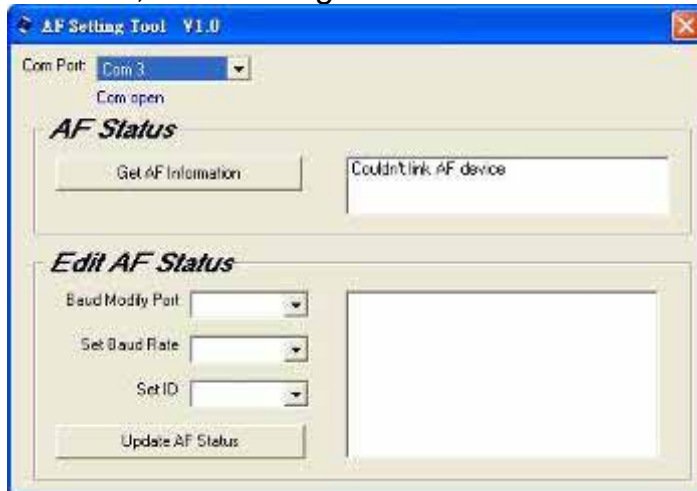 AF Setting Tool V1.0
Com Port: Com 3
Com open
AF Status
Get AF Information
Couldn't link AF device
Edit AF Status
Baud Modify Port
Set Baud Rate
Set ID
Update AF Status